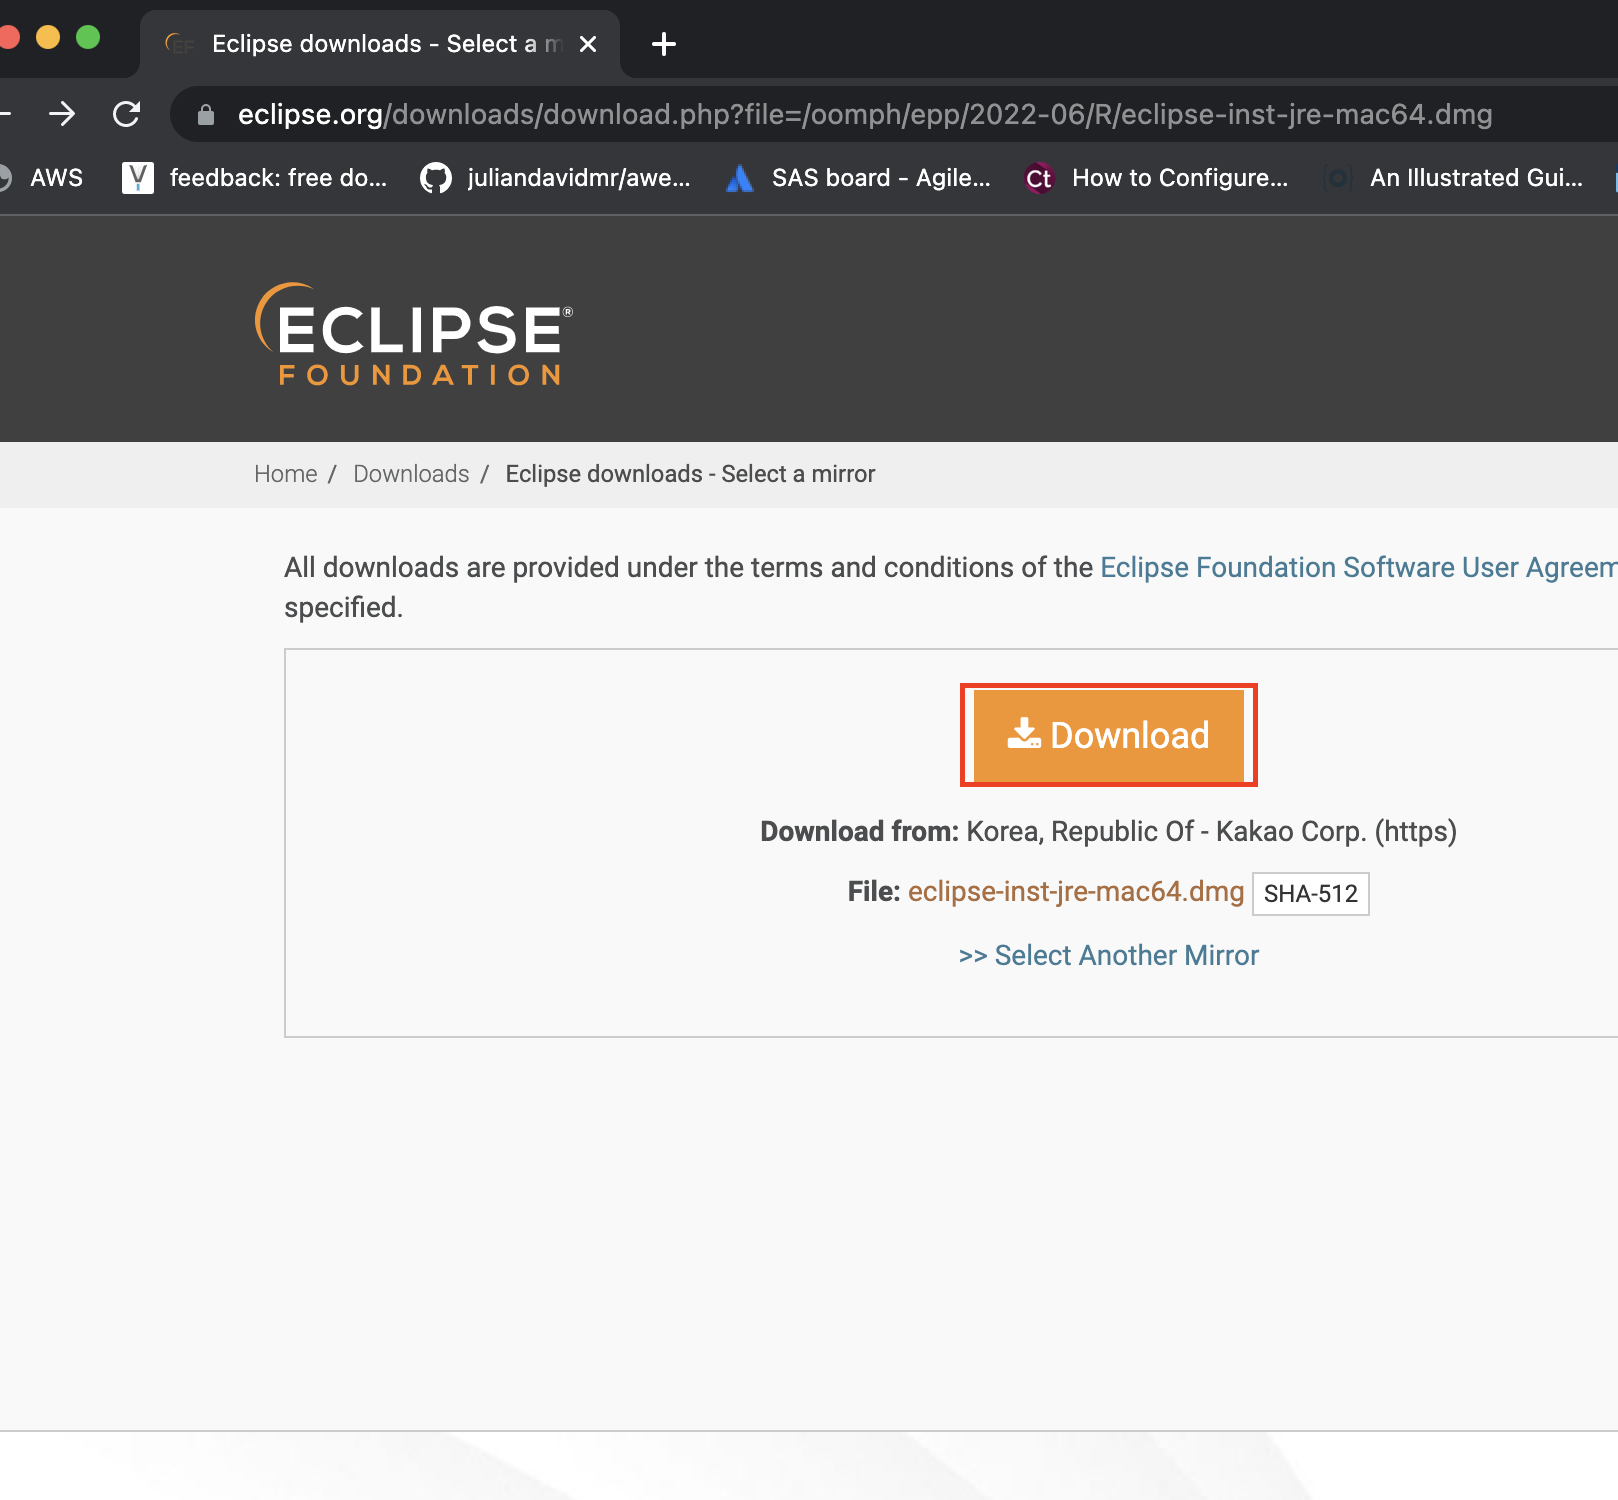 Eclipse downloads - Select a m
eclipse.org/downloads/download.php?file=/oomph/epp/2022-06/R/eclipse-inst-jre-mac64.dmg
AWS feedback: free do... juliandavidmr/awe... SAS board - Agile... Ct How to Configure... An Illustrated Gui...
ECLIPSE®
FOUNDATION
Home / Downloads / Eclipse downloads - Select a mirror
All downloads are provided under the terms and conditions of the Eclipse Foundation Software User Agreem
specified.
Download
Download from: Korea, Republic Of - Kakao Corp. (https)
File: eclipse-inst-jre-mac64.dmg SHA-512
>> Select Another Mirror